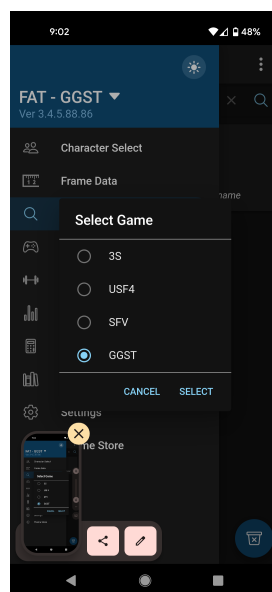 9:02
48%
FAT - GGST
Ver 3.4.5.88.86
Character Select
Frame Data
name
Select Game
3S
USF4
SFV
GGST
CANCEL
SELECT
Settings
me Store